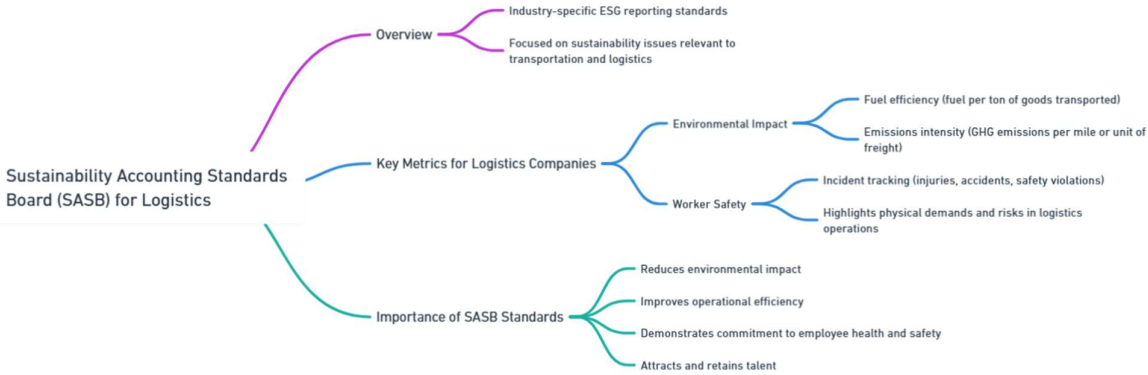 Sustainability Accounting Standards
Board (SASB) for Logistics
Overview
Industry-specific ESG reporting standards
Focused on sustainability issues relevant to
transportation and logistics
Key Metrics for Logistics Companies
Environmental Impact
Fuel efficiency (fuel per ton of goods transported)
Emissions intensity (GHG emissions per mile or unit of
freight)
Worker Safety
Incident tracking (injuries, accidents, safety violations)
Highlights physical demands and risks in logistics
operations
Importance of SASB Standards
Reduces environmental impact
Improves operational efficiency
Demonstrates commitment to employee health and safety
Attracts and retains talent